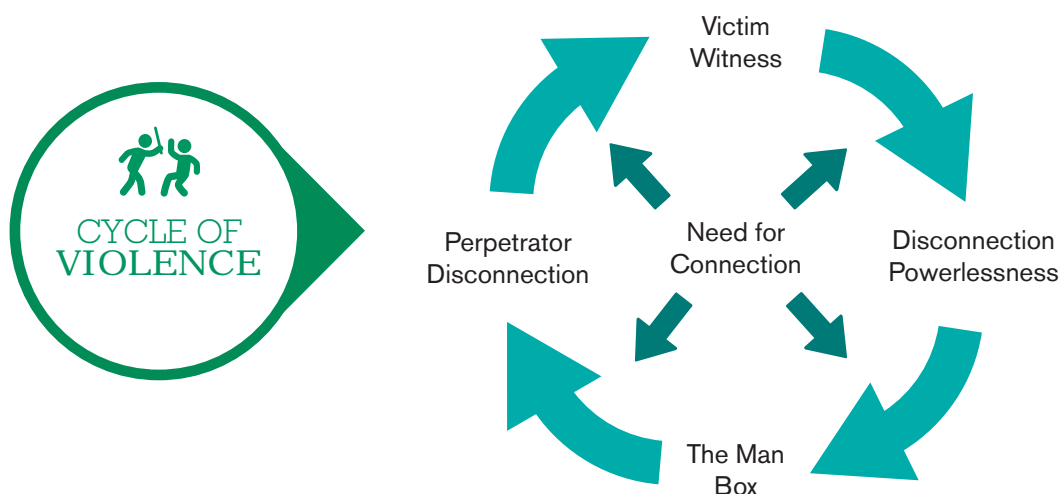 CYCLE OF
VIOLENCE
Victim
Witness
Disconnection
Powerlessness
The Man
Box
Perpetrator
Disconnection
Need for
Connection